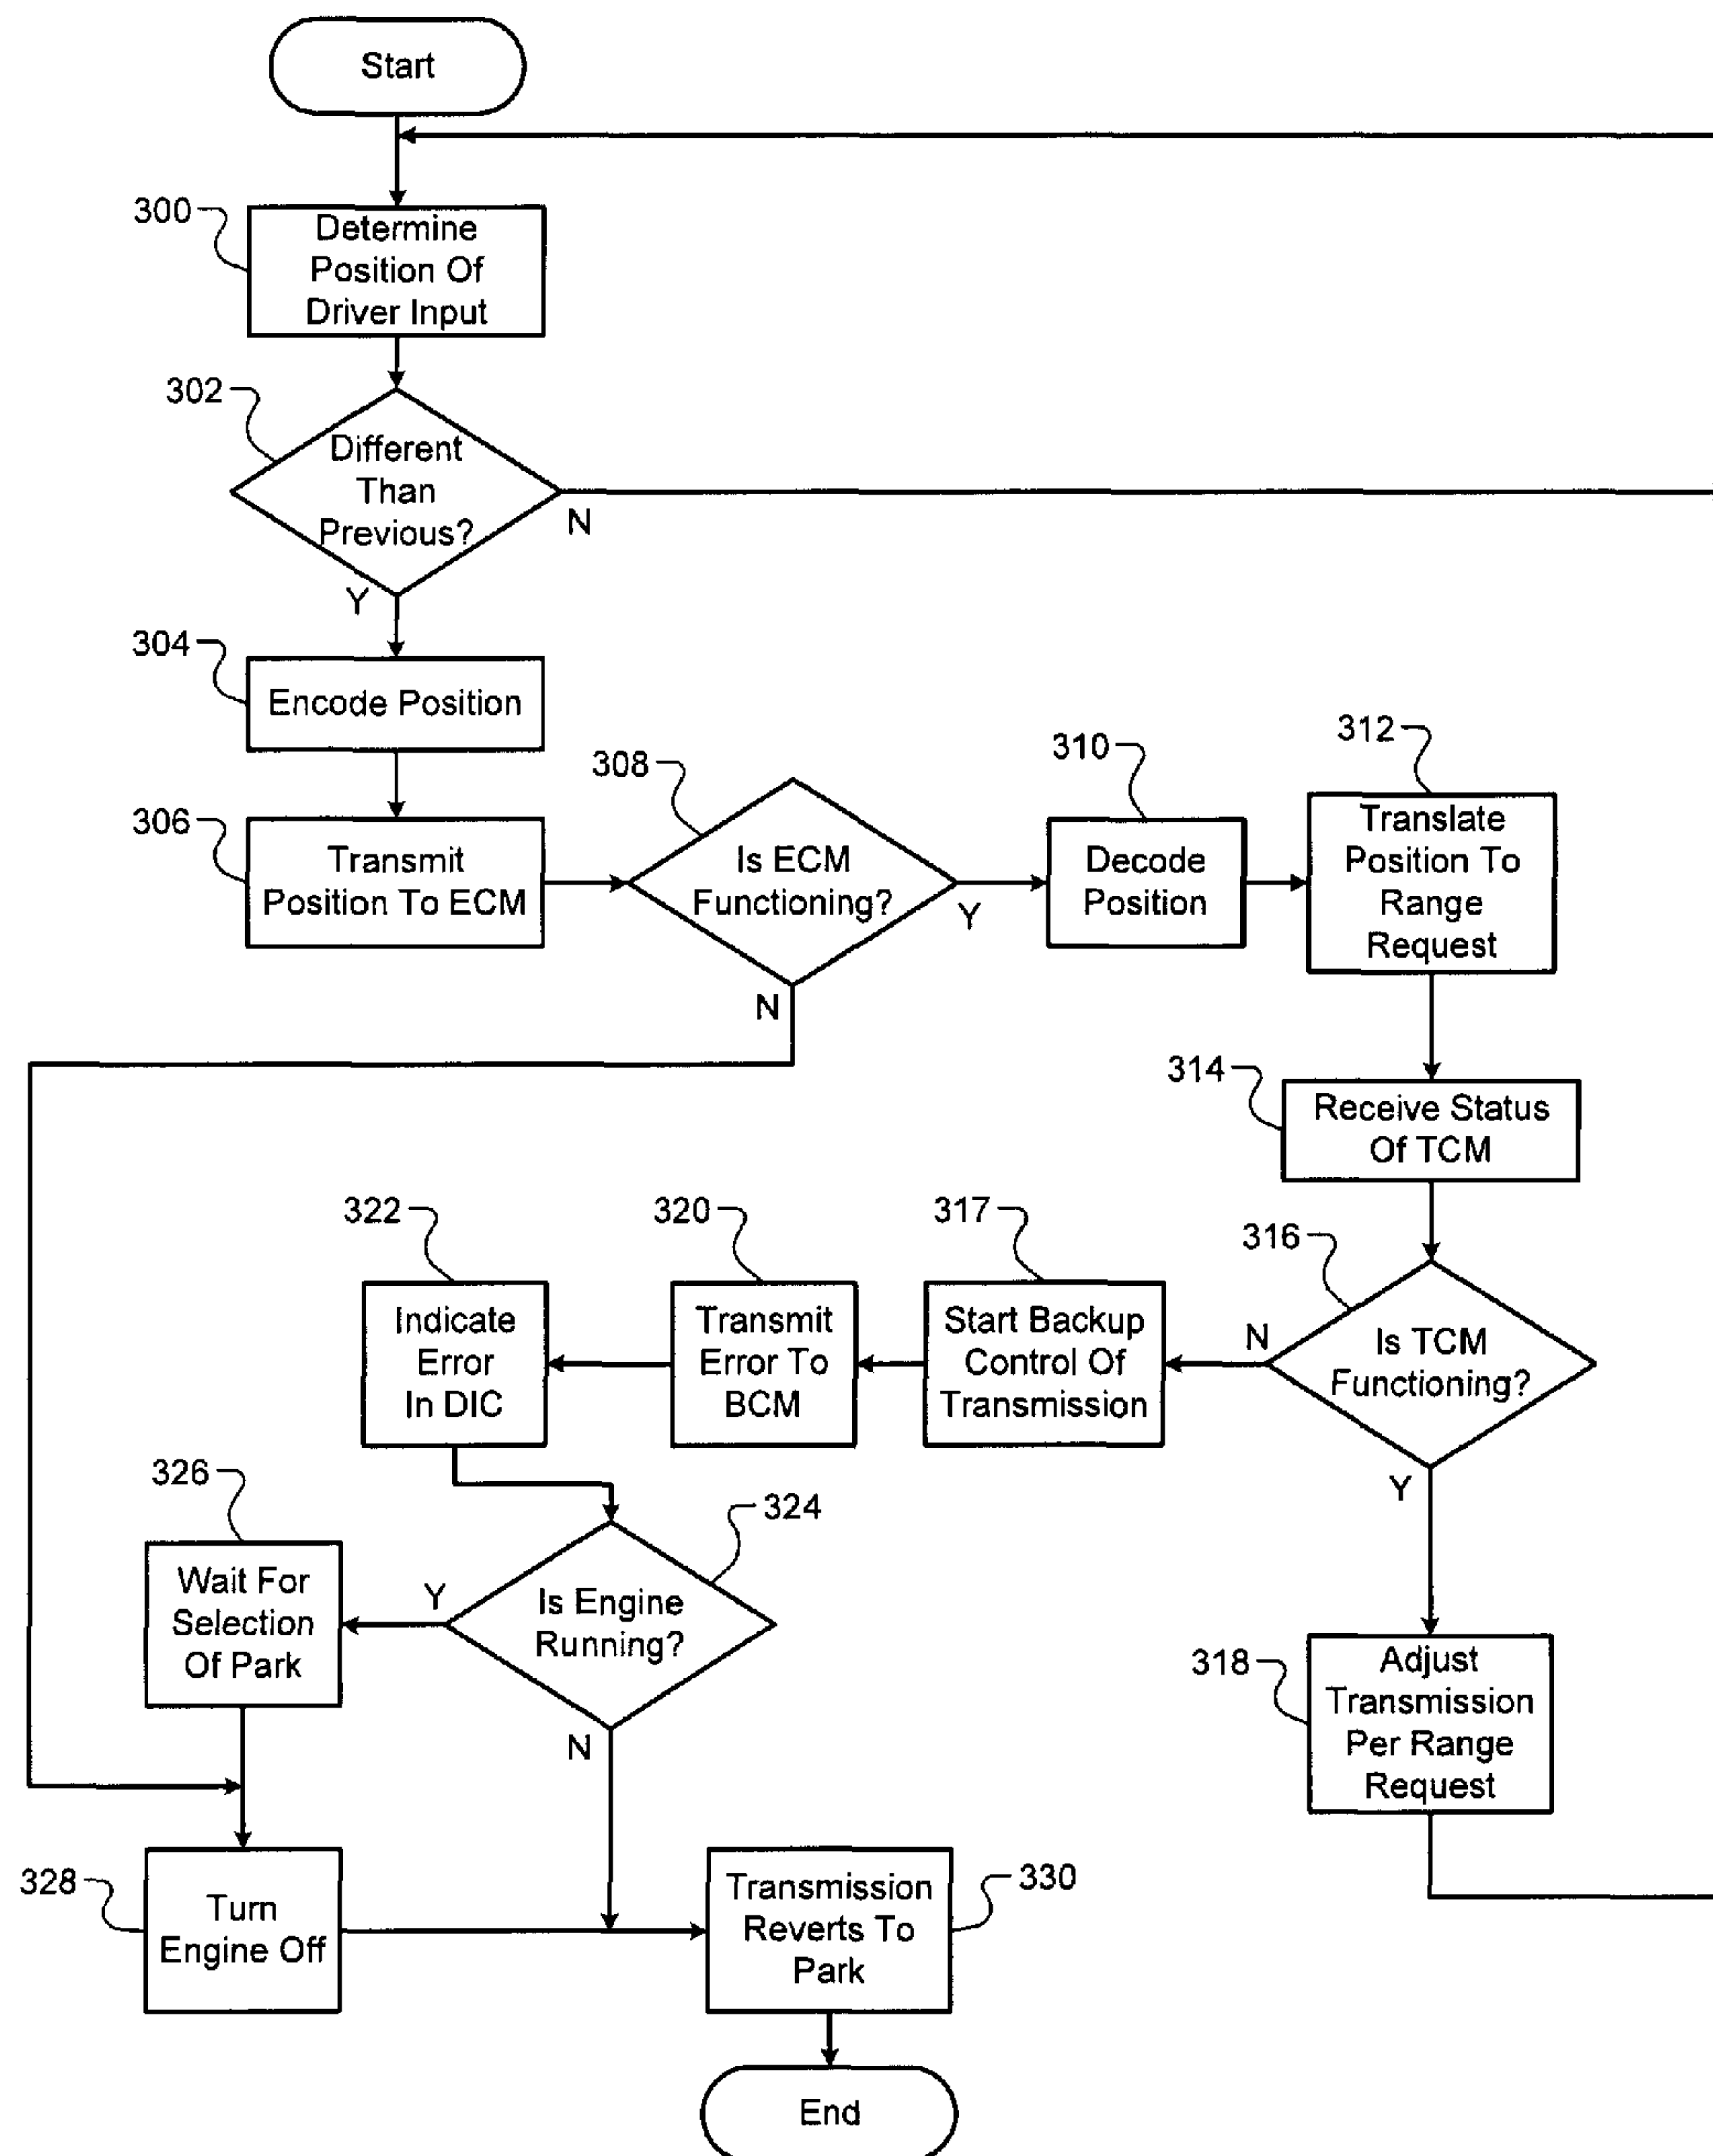 Start
300
Determine
Position Of
Driver Input
302
Different
Than
Previous?
N
Y
304
Encode Position
306
Transmit
Position To ECM
308
Is ECM
Functioning?
Y
N
310
Decode
Position
312
Translate
Position To
Range
Request
314
Receive Status
Of TCM
316
Is TCM
Functioning?
N
Y
317
Start Backup
Control Of
Transmission
320
Transmit
Error To
BCM
322
Indicate
Error
In DIC
324
Is Engine
Running?
Y
N
326
Wait For
Selection
Of Park
318
Adjust
Transmission
Per Range
Request
328
Turn
Engine Off
330
Transmission
Reverts To
Park
End